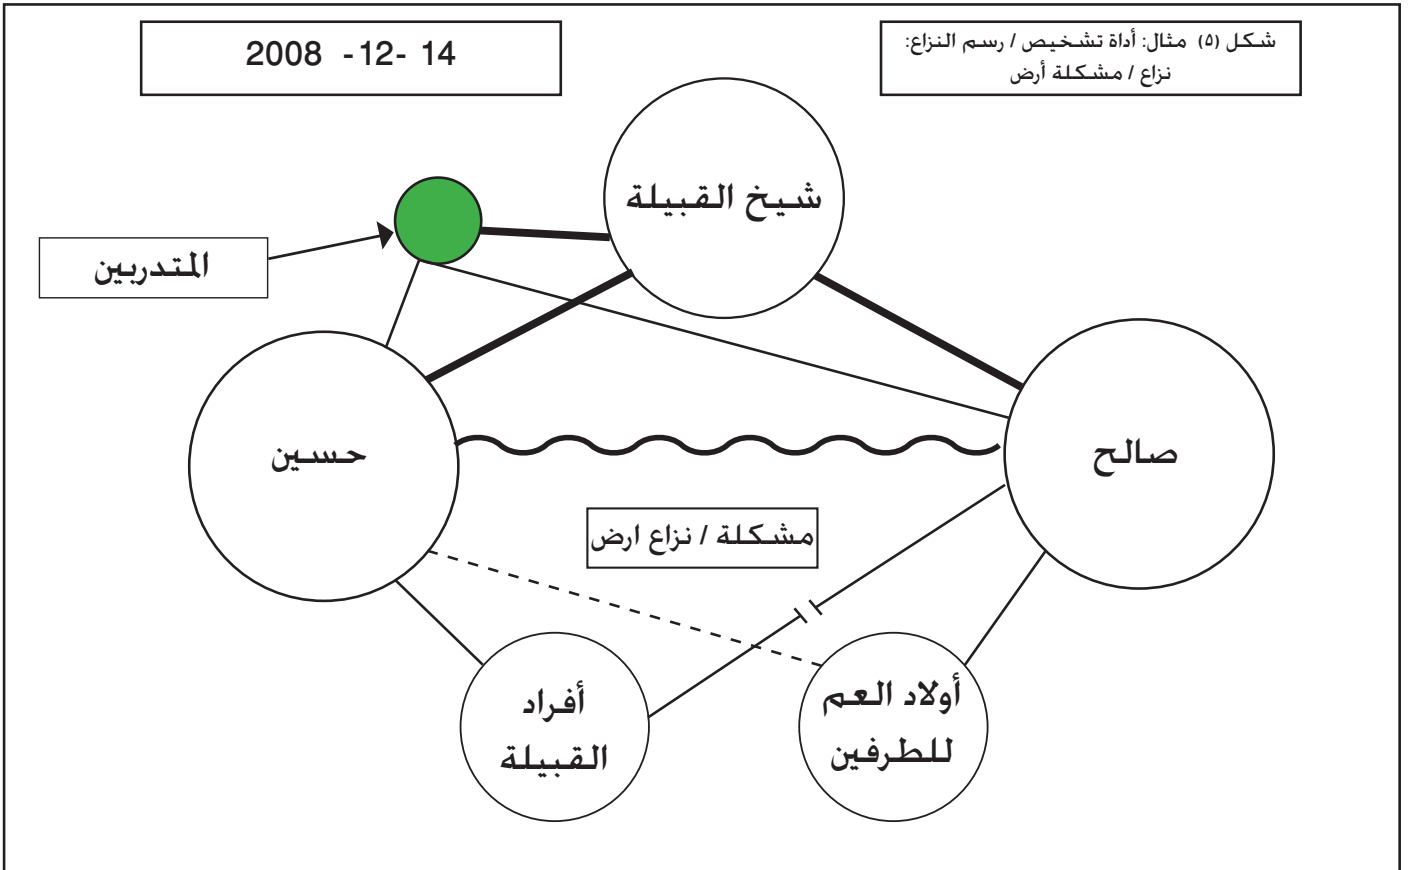 شكل (٥) مثال: أداة تشخيص / رسم النزاع:
نزاع / مشكلة أرض
2008 -12- 14
شيخ القبيلة
المتدربين
حسين
صالح
مشكلة / نزاع ارض
أفراد
القبيلة
أولاد العم
للطرفين